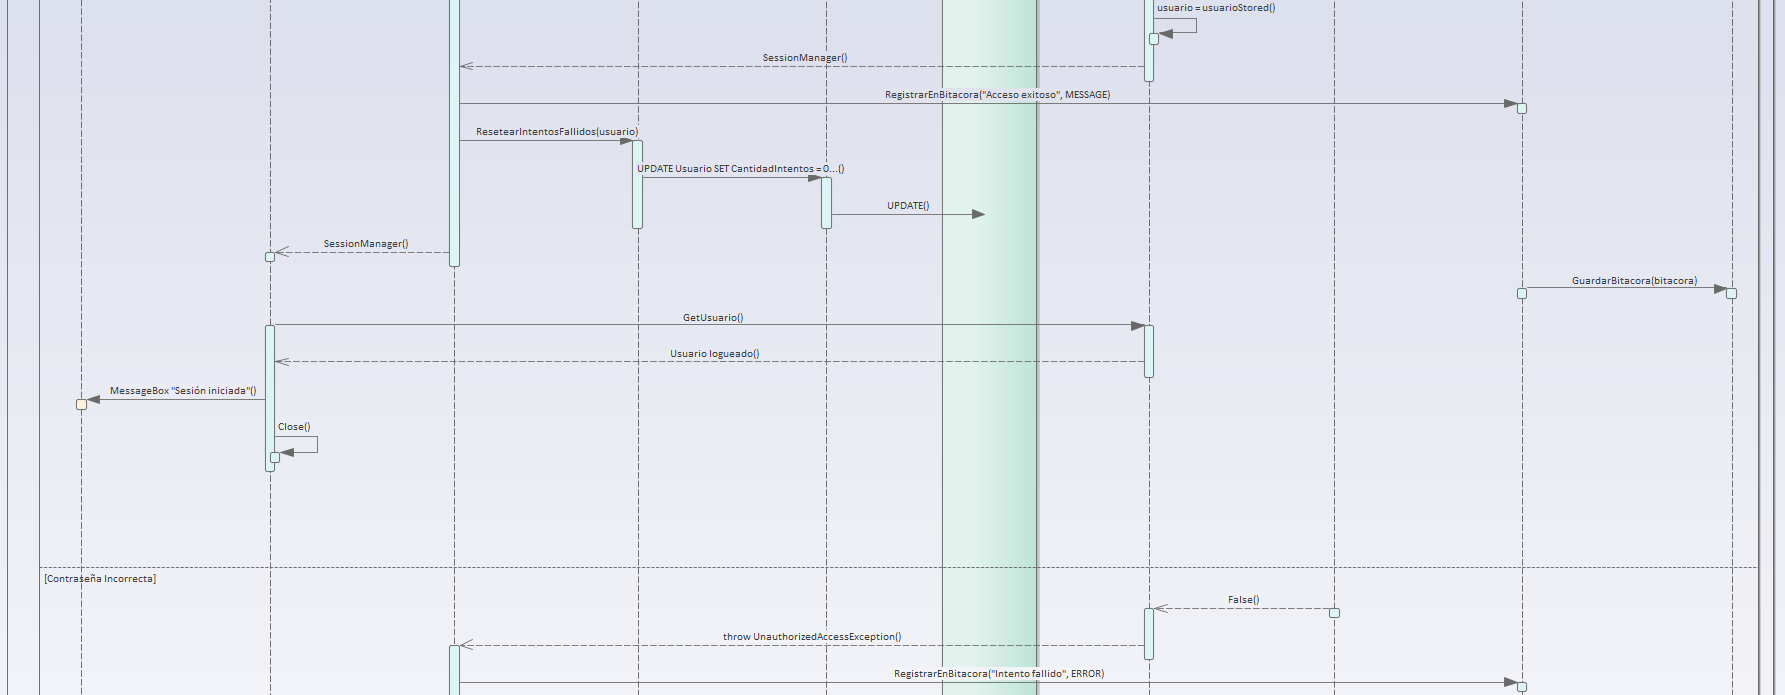 usuario = usuarioStored()
SessionManager()
RegistrarEnBitacora("Acceso exitoso", MESSAGE)
ResetearIntentosFallidos(usuario)
UPDATE Usuario SET CantidadIntentos = 0...()
UPDATE()
SessionManager()
GuardarBitacora(bitacora)
GetUsuario()
Usuario logueado()
MessageBox "Sesión iniciada"()
Close()
[Contraseña Incorrecta]
False()
throw UnauthorizedAccessException()
RegistrarEnBitacora("Intento fallido", ERROR)